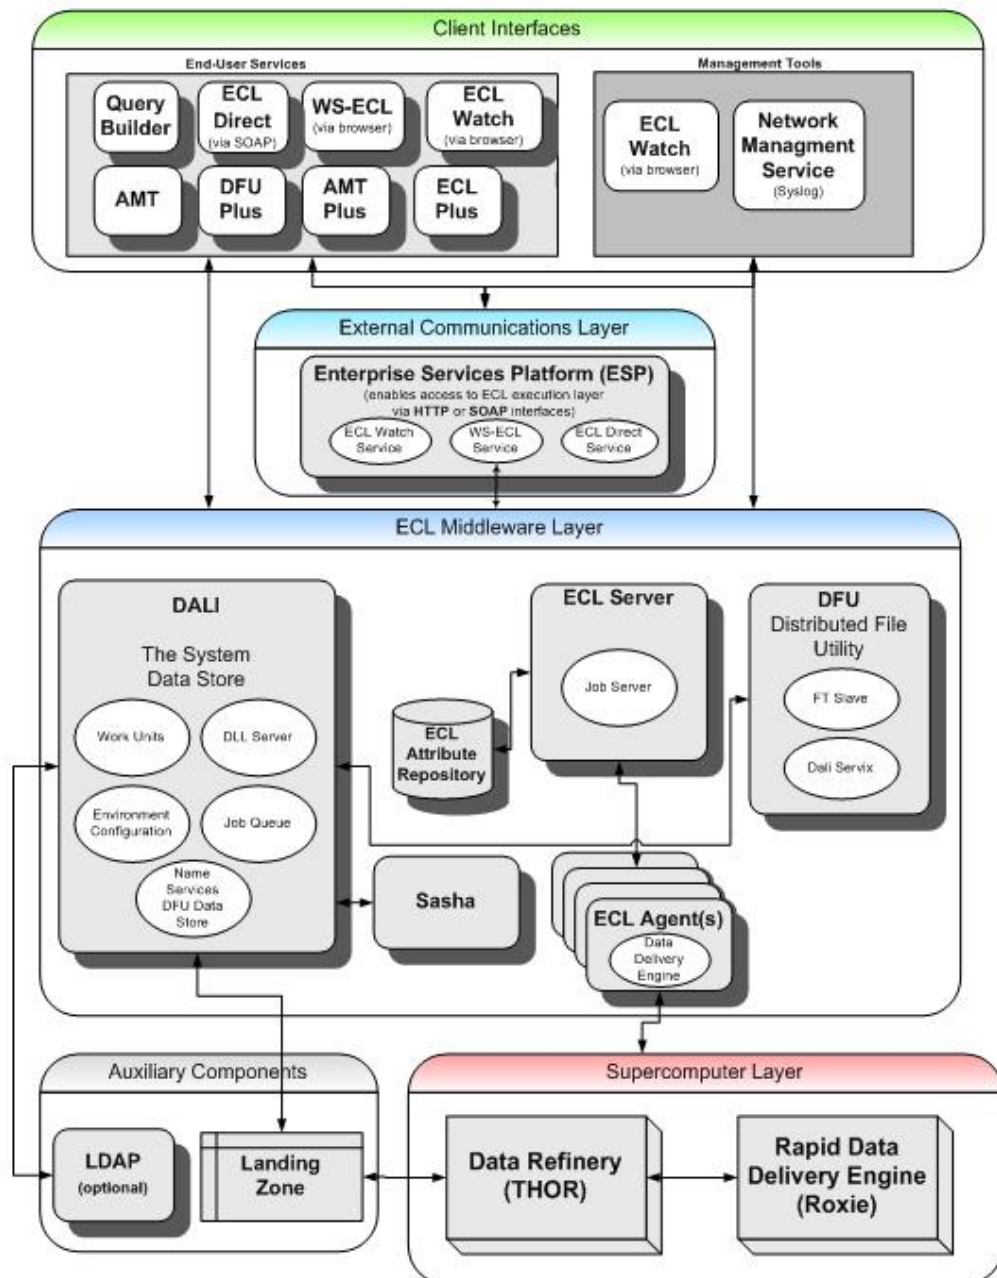 Client Interfaces
End-User Services
Management Tools
Query
Builder
ECL
Direct
(via SOAP)
WS-ECL
(via browser)
ECL
Watch
(via browser)
AMT
DFU
Plus
AMT
Plus
ECL
Plus
ECL
Watch
(via browser)
Network
Managment
Service
(Syslog)
External Communications Layer
Enterprise Services Platform (ESP)
(enables access to ECL execution layer
via HTTP or SOAP interfaces)
ECL Watch
Service
WS-ECL
Service
ECL Direct
Service
ECL Middleware Layer
DALI
The System
Data Store
Work Units
DLL Server
Environment
Configuration
Job Queue
Name
Services
DFU Data
Store
ECL
Attribute
Repository
Sasha
ECL Server
Job Server
ECL Agent(s)
Data
Delivery
Engine
DFU
Distributed File
Utility
FT Slave
Dali Servix
Auxiliary Components
LDAP
(optional)
Landing
Zone
Supercomputer Layer
Data Refinery
(THOR)
Rapid Data
Delivery Engine
(Roxie)